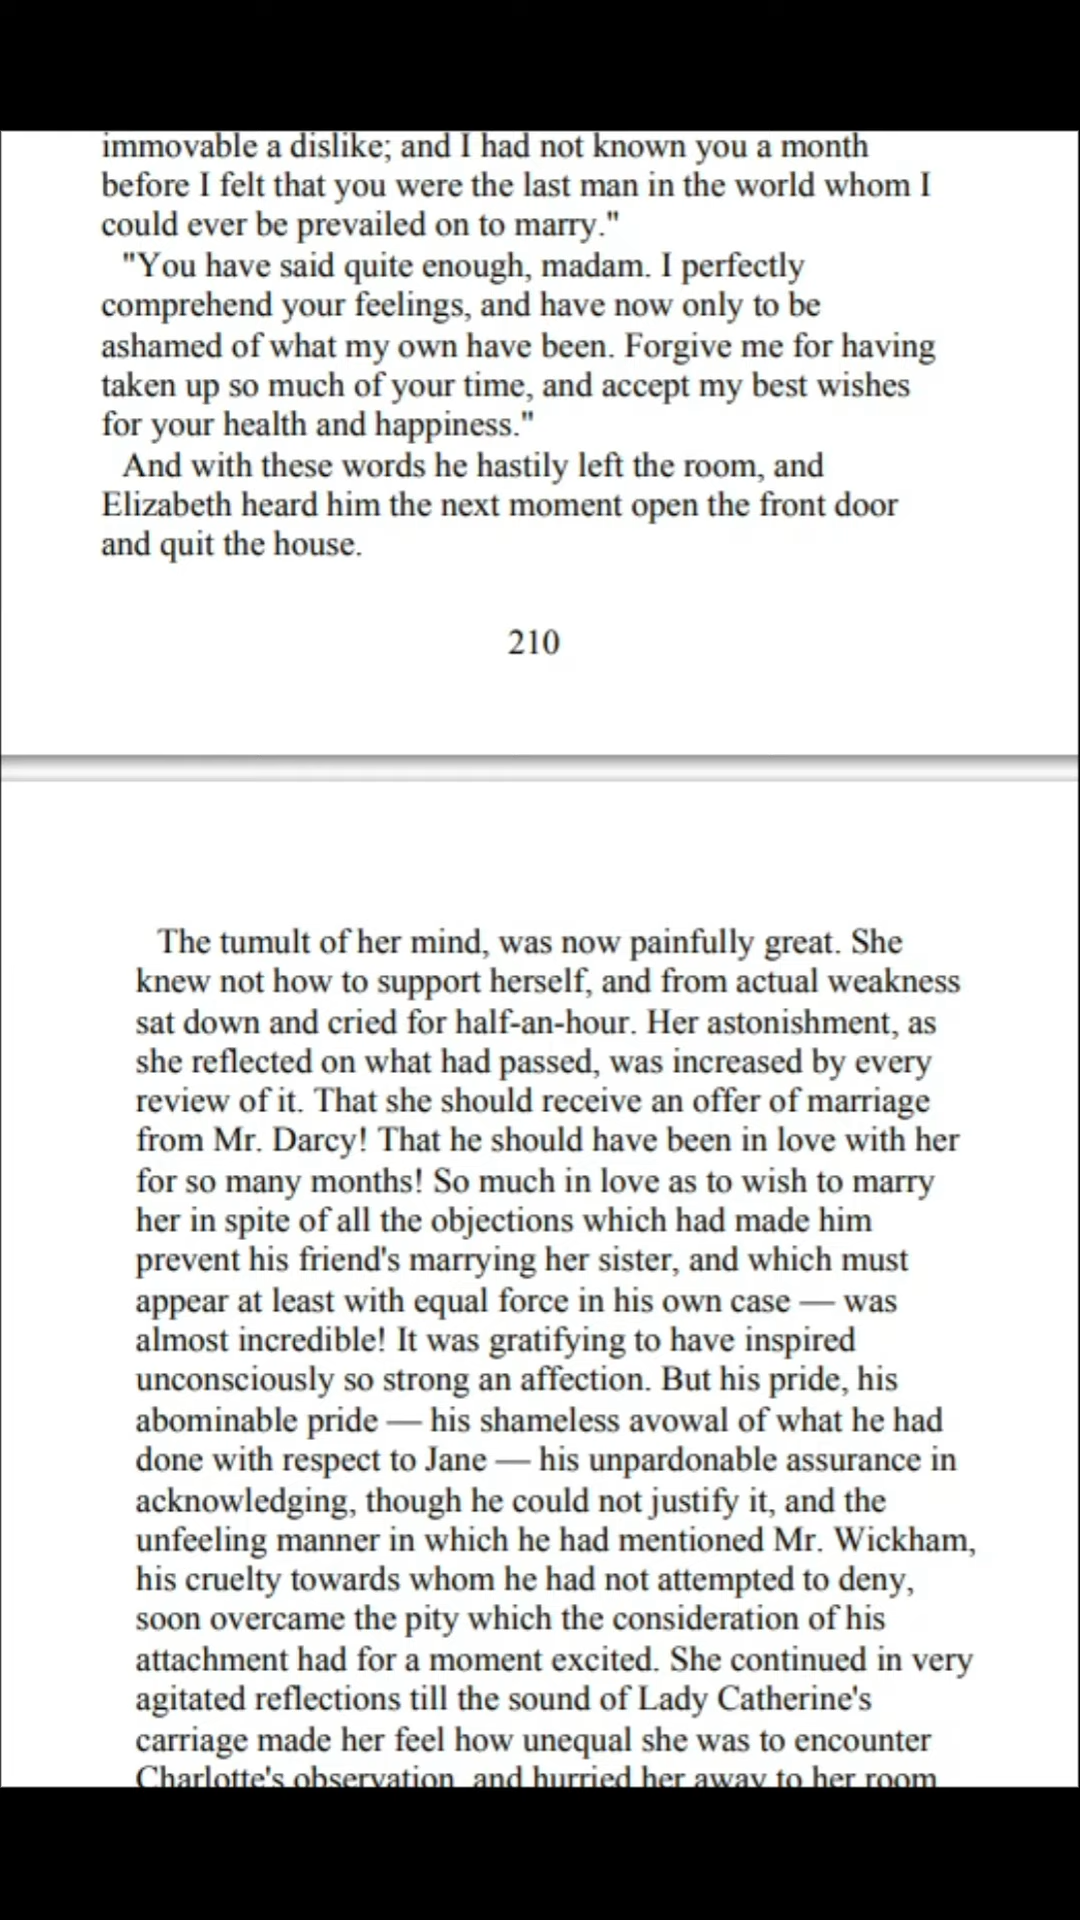 immovable a dislike; and I had not known you a month
before I felt that you were the last man in the world whom I
could ever be prevailed on to marry."
"You have said quite enough, madam. I perfectly
comprehend your feelings, and have now only to be
ashamed of what my own have been. Forgive me for having
taken up so much of your time, and accept my best wishes
for your health and happiness."
And with these words he hastily left the room, and
Elizabeth heard him the next moment open the front door
and quit the house.
210
The tumult of her mind, was now painfully great. She
knew not how to support herself, and from actual weakness
sat down and cried for half-an-hour. Her astonishment, as
she reflected on what had passed, was increased by every
review of it. That she should receive an offer of marriage
from Mr. Darcy! That he should have been in love with her
for so many months! So much in love as to wish to marry
her in spite of all the objections which had made him
prevent his friend's marrying her sister, and which must
appear at least with equal force in his own case — was
almost incredible! It was gratifying to have inspired
unconsciously so strong an affection. But his pride, his
abominable pride — his shameless avowal of what he had
done with respect to Jane — his unpardonable assurance in
acknowledging, though he could not justify it, and the
unfeeling manner in which he had mentioned Mr. Wickham,
his cruelty towards whom he had not attempted to deny,
soon overcame the pity which the consideration of his
attachment had for a moment excited. She continued in very
agitated reflections till the sound of Lady Catherine's
carriage made her feel how unequal she was to encounter
Charlotte's observation, and hurried her away to her room